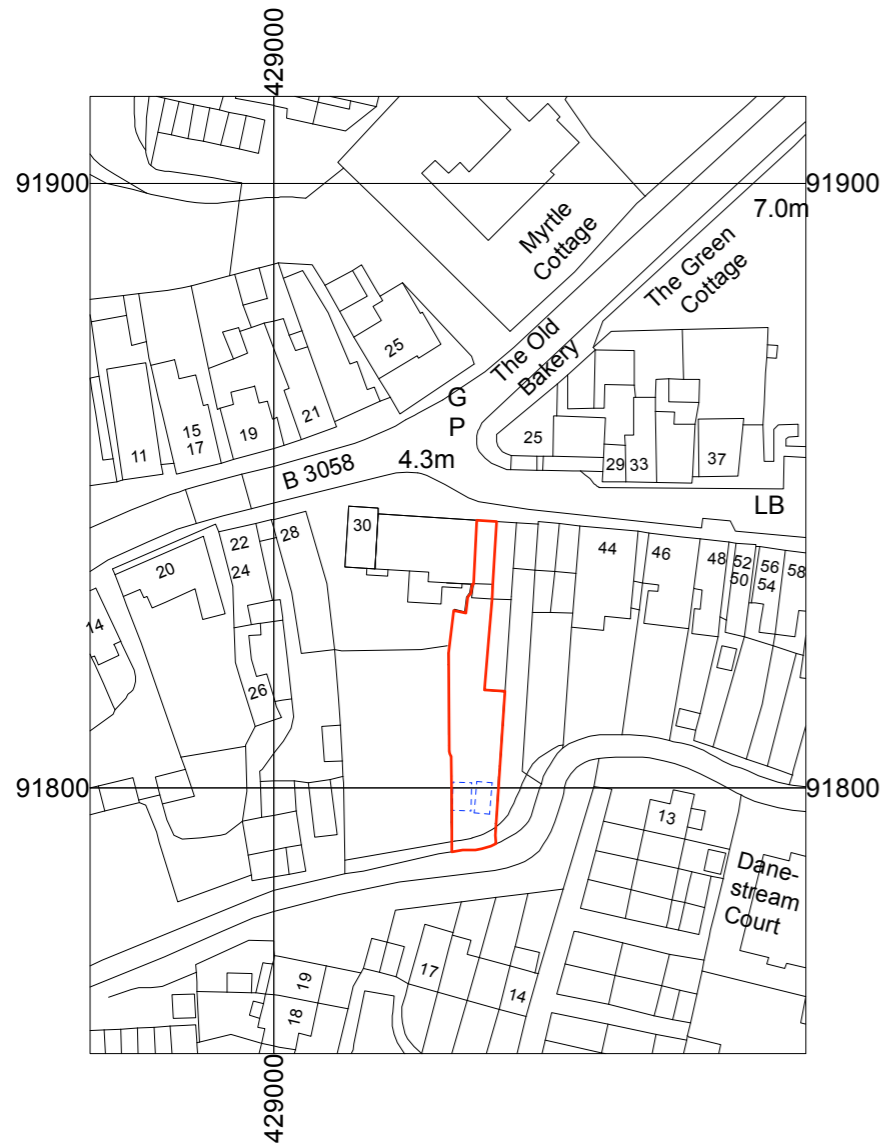 429000
91900
91900
7.0m
Myrtle
Cottage
The Green
Cottage
The Old
Bakery
25
G
P
21
19
15
17
11
B 3058
4.3m
25
29
33
37
LB
30
28
22
24
20
14
26
44
46
48
52
50
56
54
58
91800
91800
13
Dane-
stream
Court
17
14
19
18
429000